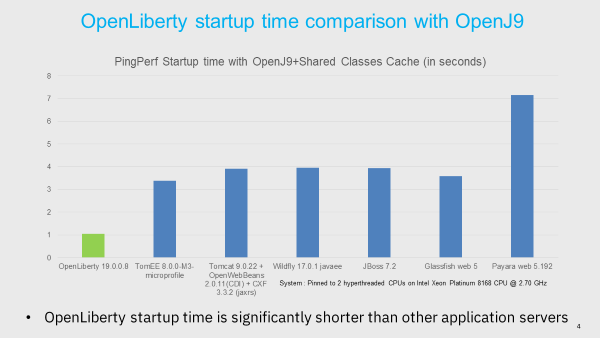 OpenLiberty startup time comparison with OpenJ9
PingPerf Startup time with OpenJ9+Shared Classes Cache (in seconds)
8
7
6
5
4
3
2
1
0
OpenLiberty 19.0.0.8
TomEE 8.0.0-M3-
microprofile
Tomcat 9.0.22 +
OpenWebBeans
2.0.11(CDI) + CXF
3.3.2 (jaxrs)
Wildfly 17.0.1 javaee
JBoss 7.2
Glassfish web 5
Payara web 5.192
System: Pinned to 2 hyperthreaded CPUs on Intel Xeon Platinum 8168 CPU @ 2.70 GHz
• OpenLiberty startup time is significantly shorter than other application servers
4